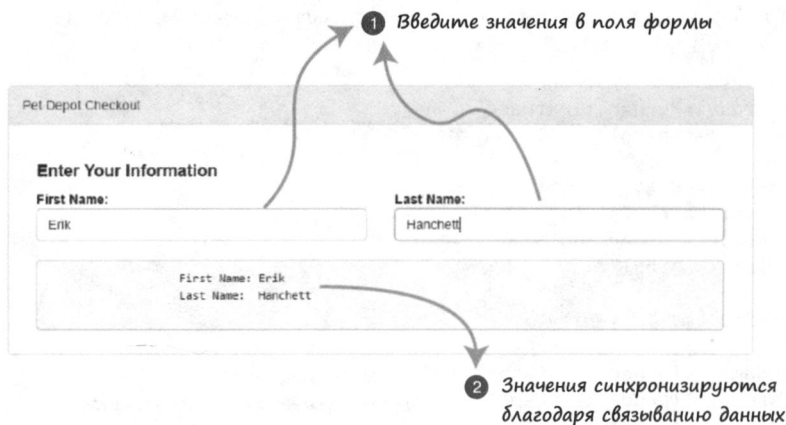 1 Введите значения в поля формы
Pet Depot Checkout
Enter Your Information
First Name: Last Name:
Erik Hanchett
First Name: Erik
Last Name: Hanchett
2 Значения синхронизируются
благодаря связыванию данных